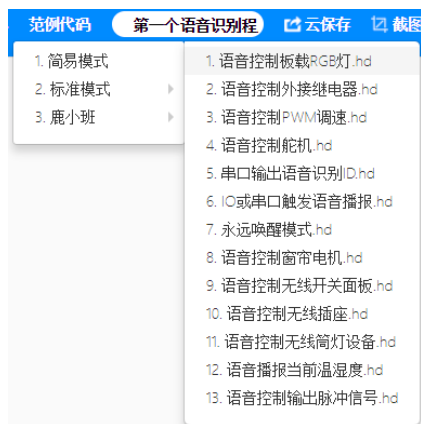 范例代码 第一个语音识别程 云保存 截图
1. 简易模式
2. 标准模式
3. 鹿小班
1. 语音控制板载RGB灯.hd
2. 语音控制外接继电器.hd
3. 语音控制PWM调速.hd
4. 语音控制舵机.hd
5. 串口输出语音识别ID.hd
6. IO或串口触发语音播报.hd
7. 永远唤醒模式.hd
8. 语音控制窗帘电机.hd
9. 语音控制无线开关面板.hd
10. 语音控制无线插座.hd
11. 语音控制无线筒灯设备.hd
12. 语音播报当前温湿度.hd
13. 语音控制输出脉冲信号.hd